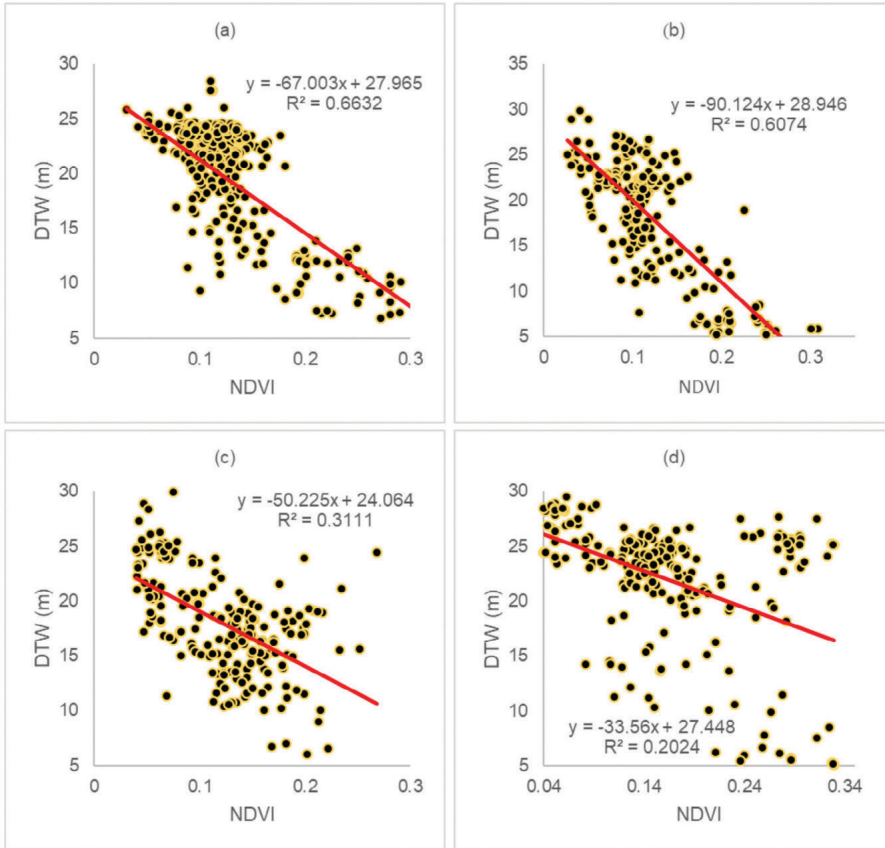 (a)
30
y = -67.003x + 27.965
R² = 0.6632
25
20
DTW (m)
15
10
5
0
0.1
0.2
0.3
NDVI
(b)
35
y = -90.124x + 28.946
R² = 0.6074
30
25
20
DTW (m)
15
10
5
0
0.1
0.2
0.3
NDVI
(c)
30
y = -50.225x + 24.064
R² = 0.3111
25
20
DTW (m)
15
10
5
0
0.1
0.2
0.3
NDVI
(d)
30
25
20
DTW (m)
15
10
y = -33.56x + 27.448
R² = 0.2024
5
0.04
0.14
0.24
0.34
NDVI